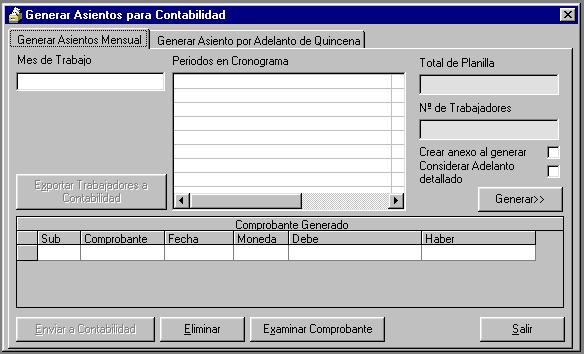 Generar Asientos para Contabilidad
Generar Asientos Mensual
Generar Asiento por Adelanto de Quincena
Mes de Trabajo
Periodos en Cronograma
Total de Planilla
Nº de Trabajadores
Crear anexo al generar
Considerar Adelanto
detallado
Exportar Trabajadores a
Contabilidad
Generar>>
Comprobante Generado
Sub Comprobante Fecha Moneda Debe Haber
Enviar a Contabilidad
Eliminar
Examinar Comprobante
Salir